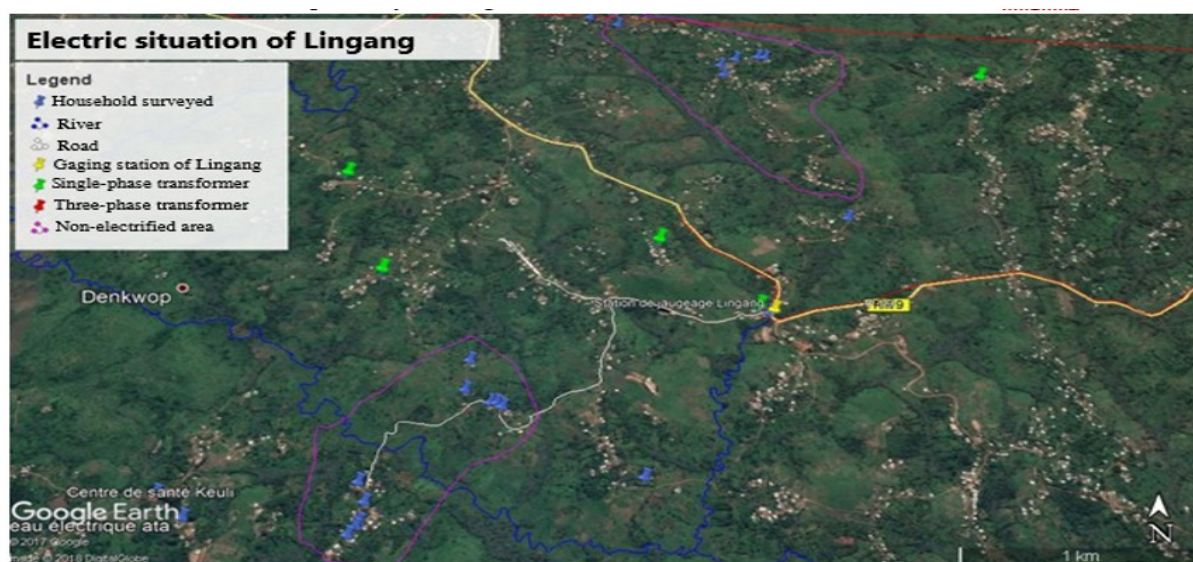 Electric situation of Lingang
Legend
Household surveyed
River
Road
Gaging station of Lingang
Single-phase transformer
Three-phase transformer
Non-electrified area
Denkwop
Station de jaugeage Lingang
Centre de santé Keuli
Google Earth
eau électrique ata
© 2017 Google
© 2018 DigitalGlobe
1 km
N